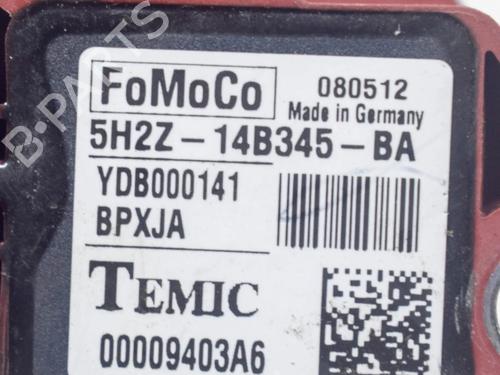 B-PARTS
FoMoCo 080512
Made in Germany
5H2Z-14B345-BA
YDB000141
BPXJA
TEMIC
00009403A6